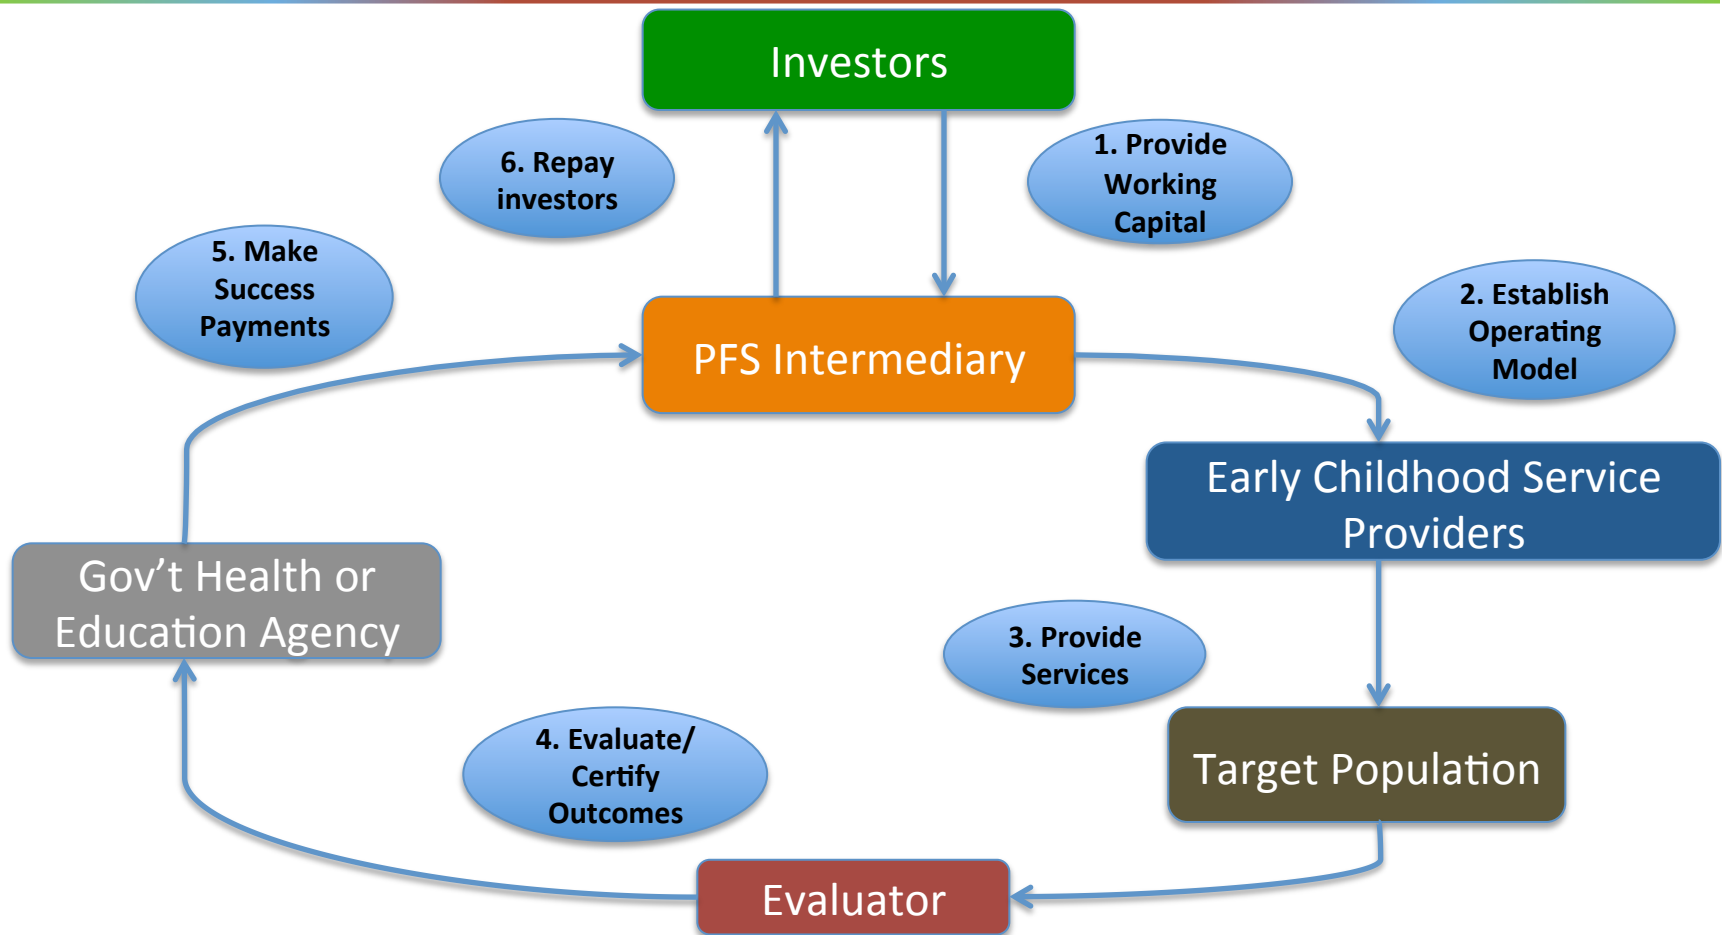 Investors
6. Repay
investors
1. Provide
Working
Capital
5. Make
Success
Payments
2. Establish
Operating
Model
PFS Intermediary
Early Childhood Service
Providers
Gov’t Health or
Education Agency
3. Provide
Services
4. Evaluate/
Certify
Outcomes
Target Population
Evaluator